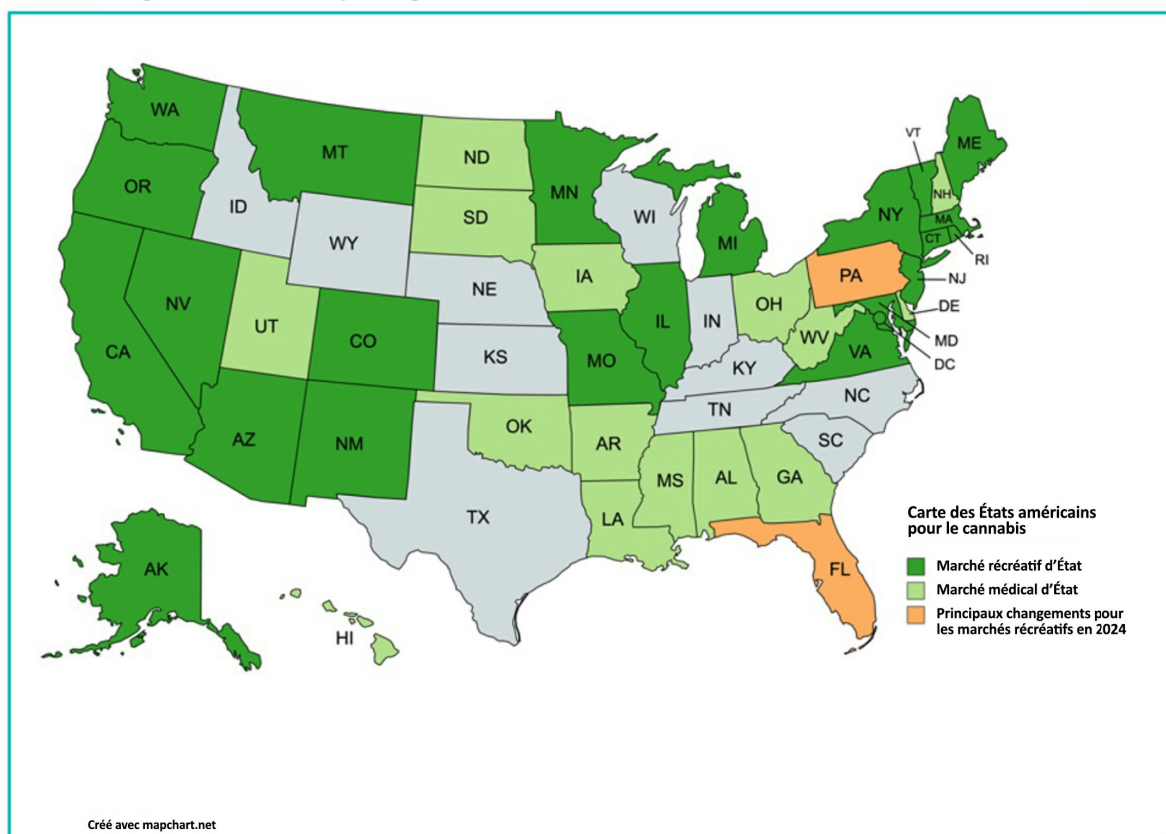 WA
MT
ND
MN
VT
ME
OR
ID
SD
WI
NH
NY
MA
MI
CT
RI
WY
IA
PA
NJ
NE
OH
DE
NV
UT
IL
IN
WV
MD
CO
VA
DC
CA
KS
MO
KY
NC
TN
AZ
NM
OK
AR
SC
MS
AL
GA
TX
LA
FL
AK
HI
Carte des États américains
pour le cannabis
Marché récréatif d'État
Marché médical d'État
Principaux changements pour
les marchés récréatifs en 2024
Créé avec mapchart.net